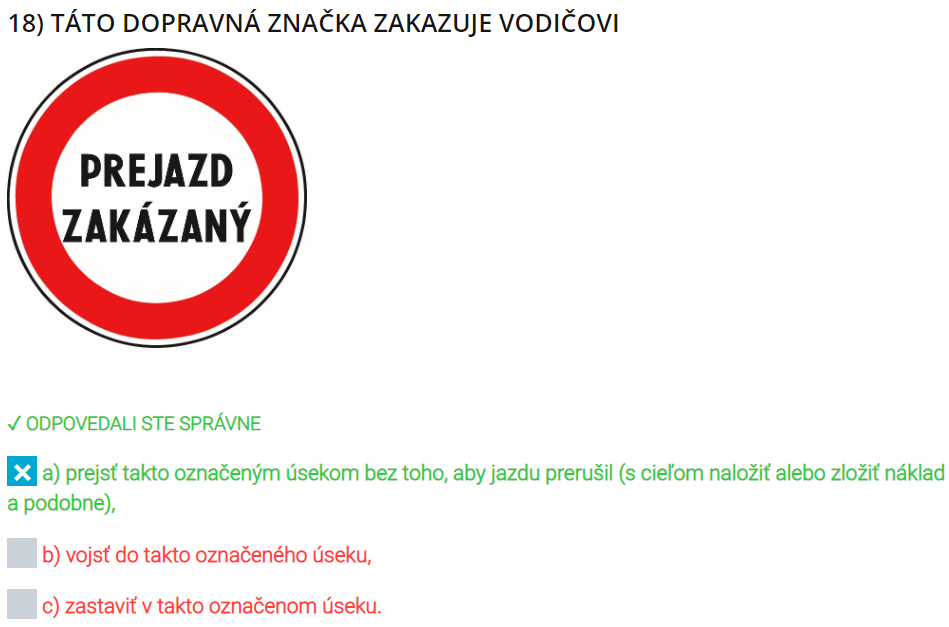 18) TÁTO DOPRAVNÁ ZNAČKA ZAKAZUJE VODIČOVI
PREJAZD
ZAKÁZANÝ
✓ ODPOVEDALI STE SPRÁVNE
a) prejsť takto označeným úsekom bez toho, aby jazdu prerušil (s cieľom naložiť alebo zložiť náklad
a podobne),
b) vojsť do takto označeného úseku,
c) zastaviť v takto označenom úseku.